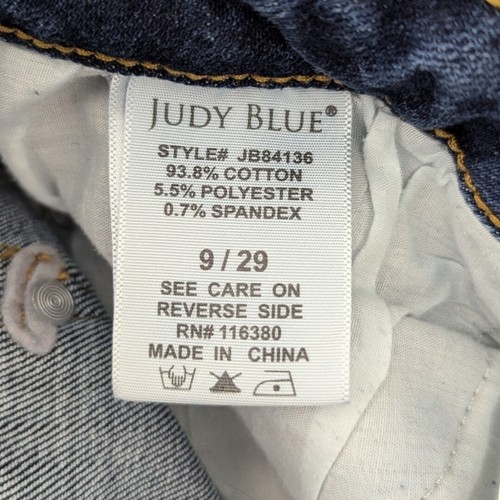 JUDY BLUE®
STYLE# JB84136
93.8% COTTON
5.5% POLYESTER
0.7% SPANDEX
9 / 29
SEE CARE ON
REVERSE SIDE
RN# 116380
MADE IN CHINA